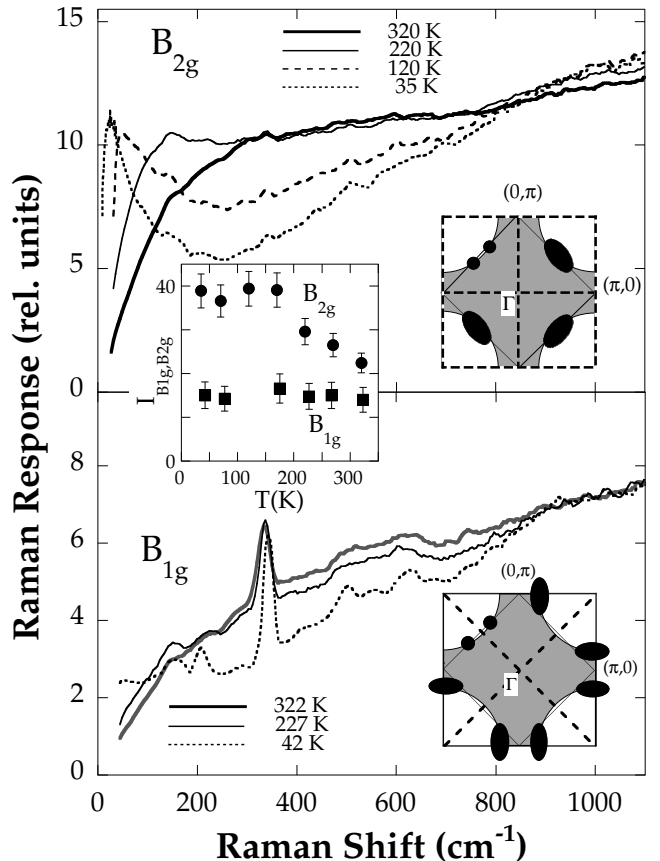 15
B2g
320 K
220 K
120 K
35 K
10
5
0
(0,π)
(π,0)
Γ
40
0
B2g
B1g
I B1g,B2g
0 100 200 300
T(K)
8
6
4
2
0
B1g
322 K
227 K
42 K
(0,π)
(π,0)
Γ
0 200 400 600 800 1000
Raman Shift (cm-1)
Raman Response (rel. units)